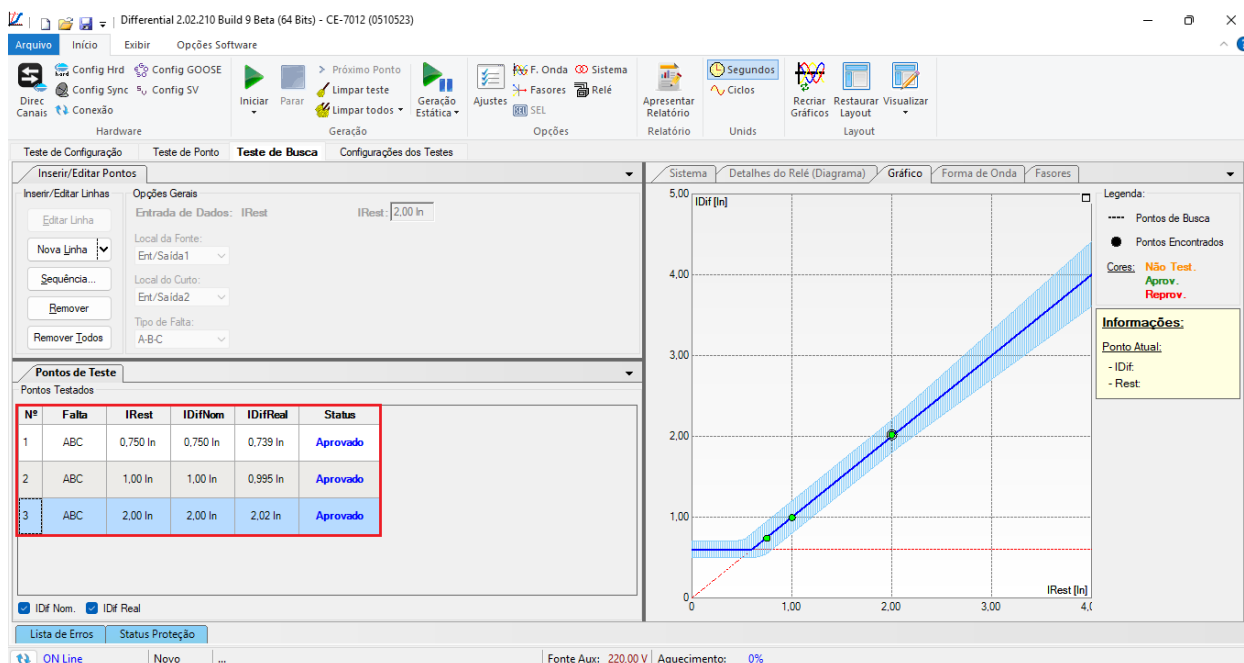 Differential 2.02.210 Build 9 Beta (64 Bits) - CE-7012 (0510523)
Arquivo Início Exibir Opções Software
Direc Canais
Config Hrd
Config Sync
Conexão
Config GOOSE
Config SV
Hardware
Iniciar
Parar
Próximo Ponto
Limpar teste
Limpar todos
Geração Estática
Geração
Ajustes
F. Onda
Fasores
SEL
Sistema
Relé
Opções
Apresentar Relatório
Relatório
Segundos
Ciclos
Unids
Recriar Gráficos
Restaurar Layout
Visualizar
Layout
Teste de Configuração Teste de Ponto Teste de Busca Configurações dos Testes
Inserir/Editar Pontos
Inserir/Editar Linhas
Editar Linha
Nova Linha
Sequência...
Remover
Remover Todos
Opções Gerais
Entrada de Dados: IRest IRest: 2,00 In
Local da Fonte:
Ent/Saída1
Local do Curto:
Ent/Saída2
Tipo de Falta:
A-B-C
Pontos de Teste
Pontos Testados
Nº Falta IRest IDifNom IDifReal Status
1 ABC 0,750 In 0,750 In 0,739 In Aprovado
2 ABC 1,00 In 1,00 In 0,995 In Aprovado
3 ABC 2,00 In 2,00 In 2,02 In Aprovado
IDif Nom. IDif Real
Sistema Detalhes do Relé (Diagrama) Gráfico Forma de Onda Fasores
IDif [In]
5,00
4,00
3,00
2,00
1,00
0
0 1,00 2,00 3,00 4,(
IRest [In]
Legenda:
Pontos de Busca
Pontos Encontrados
Cores: Não Test.
Aprov.
Reprov.
Informações:
Ponto Atual:
- IDif:
- Rest:
Lista de Erros Status Proteção
ON Line Novo ... Fonte Aux: 220.00 V Aquecimento: 0%